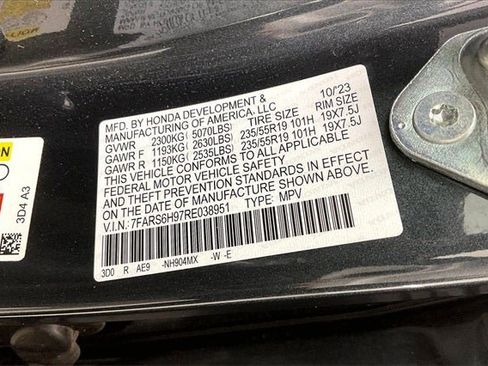 MFD. BY HONDA DEVELOPMENT & 10/'23
MANUFACTURING OF AMERICA, LLC
GVWR 2300KG( 5070LBS) TIRE SIZE RIM SIZE
GAWR F 1193KG( 2630LBS) 235/55R19 101H 19X7.5J
GAWR R 1150KG( 2535LBS) 235/55R19 101H 19X7.5J
THIS VEHICLE CONFORMS TO ALL APPLICABLE
FEDERAL MOTOR VEHICLE SAFETY
AND THEFT PREVENTION STANDARDS IN EFFECT
ON THE DATE OF MANUFACTURE SHOWN ABOVE.
V.I.N.:7FARS6H97RE038951 TYPE: MPV
3D0 R AE9 -NH904MX -W -E
3D4 A3